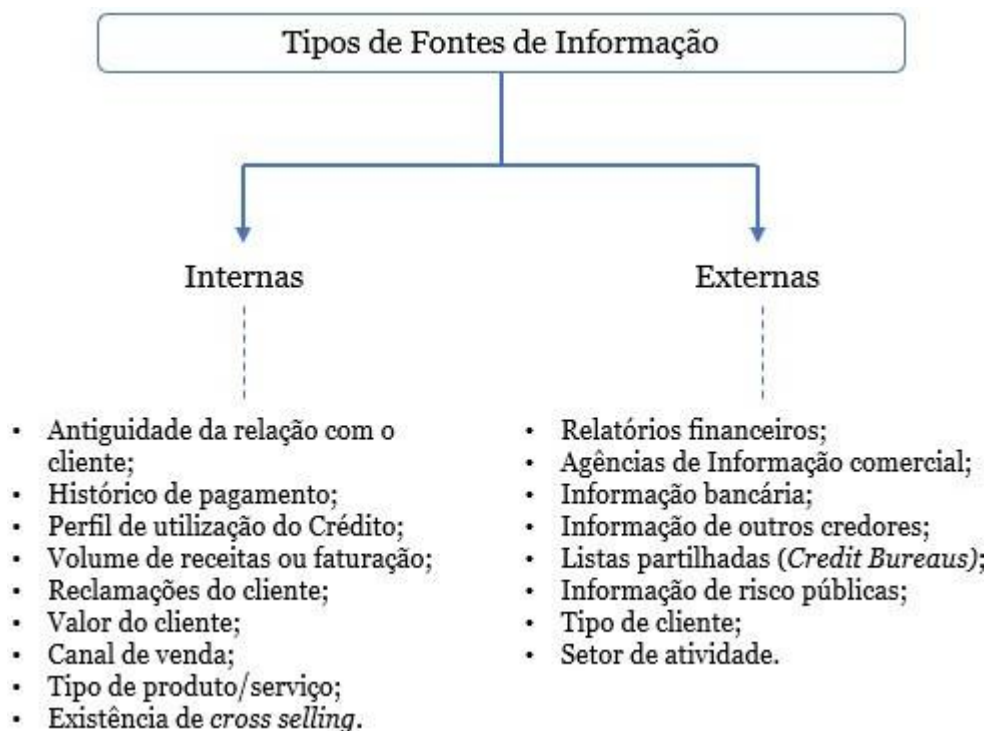 Tipos de Fontes de Informação
Internas
• Antiguidade da relação com o
cliente;
• Histórico de pagamento;
• Perfil de utilização do Crédito;
• Volume de receitas ou faturação;
• Reclamações do cliente;
• Valor do cliente;
• Canal de venda;
• Tipo de produto/serviço;
• Existência de cross selling.
Externas
• Relatórios financeiros;
• Agências de Informação comercial;
• Informação bancária;
• Informação de outros credores;
• Listas partilhadas (Credit Bureaus);
• Informação de risco públicas;
• Tipo de cliente;
• Setor de atividade.